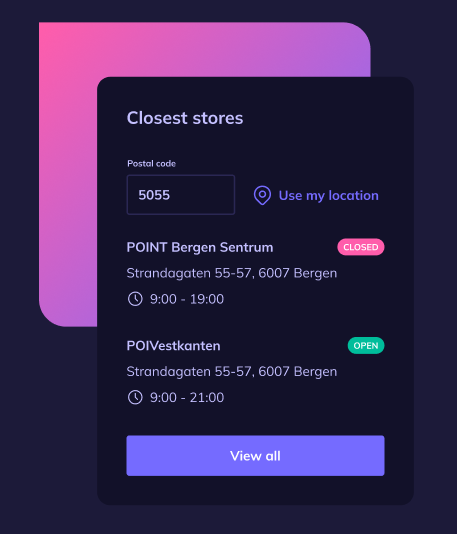 Closest stores
Postal code
5055
Use my location
POINT Bergen Sentrum
CLOSED
Strandagaten 55-57, 6007 Bergen
9:00 - 19:00
POIVestkanten
OPEN
Strandagaten 55-57, 6007 Bergen
9:00 - 21:00
View all